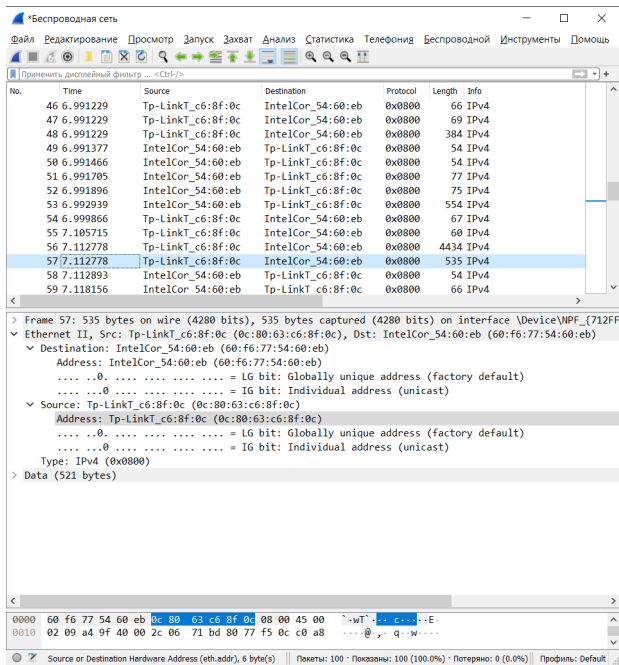 *Беспроводная сеть
Файл Редактирование Просмотр Запуск Захват Анализ Статистика Телефония Беспроводной Инструменты Помощь
Применить дисплейный фильтр ... <Ctrl-/>
No. Time Source Destination Protocol Length Info
46 6.991229 Tp-LinkT_c6:8f:0c IntelCor_54:60:eb 0x0800 66 IPv4
47 6.991229 Tp-LinkT_c6:8f:0c IntelCor_54:60:eb 0x0800 69 IPv4
48 6.991229 Tp-LinkT_c6:8f:0c IntelCor_54:60:eb 0x0800 384 IPv4
49 6.991377 IntelCor_54:60:eb Tp-LinkT_c6:8f:0c 0x0800 54 IPv4
50 6.991466 IntelCor_54:60:eb Tp-LinkT_c6:8f:0c 0x0800 54 IPv4
51 6.991705 IntelCor_54:60:eb Tp-LinkT_c6:8f:0c 0x0800 77 IPv4
52 6.991896 IntelCor_54:60:eb Tp-LinkT_c6:8f:0c 0x0800 75 IPv4
53 6.992939 IntelCor_54:60:eb Tp-LinkT_c6:8f:0c 0x0800 554 IPv4
54 6.999866 Tp-LinkT_c6:8f:0c IntelCor_54:60:eb 0x0800 67 IPv4
55 7.105715 Tp-LinkT_c6:8f:0c IntelCor_54:60:eb 0x0800 60 IPv4
56 7.112778 Tp-LinkT_c6:8f:0c IntelCor_54:60:eb 0x0800 4434 IPv4
57 7.112778 Tp-LinkT_c6:8f:0c IntelCor_54:60:eb 0x0800 535 IPv4
58 7.112893 IntelCor_54:60:eb Tp-LinkT_c6:8f:0c 0x0800 54 IPv4
59 7.118156 IntelCor_54:60:eb Tp-LinkT_c6:8f:0c 0x0800 66 IPv4
Frame 57: 535 bytes on wire (4280 bits), 535 bytes captured (4280 bits) on interface \Device\NPF_{712FF
Ethernet II, Src: Tp-LinkT_c6:8f:0c (0c:80:63:c6:8f:0c), Dst: IntelCor_54:60:eb (60:f6:77:54:60:eb)
Destination: IntelCor_54:60:eb (60:f6:77:54:60:eb)
Address: IntelCor_54:60:eb (60:f6:77:54:60:eb)
.... ..0. .... .... .... .... = LG bit: Globally unique address (factory default)
.... ...0 .... .... .... .... = IG bit: Individual address (unicast)
Source: Tp-LinkT_c6:8f:0c (0c:80:63:c6:8f:0c)
Address: Tp-LinkT_c6:8f:0c (0c:80:63:c6:8f:0c)
.... ..0. .... .... .... .... = LG bit: Globally unique address (factory default)
.... ...0 .... .... .... .... = IG bit: Individual address (unicast)
Type: IPv4 (0x0800)
Data (521 bytes)
0000 60 f6 77 54 60 eb 0c 80 63 c6 8f 0c 08 00 45 00 `·wT`··· c·····E·
0010 02 09 a4 9f 40 00 2c 06 71 bd 80 77 f5 0c c0 a8 ····@·,· q··w····
Source or Destination Hardware Address (eth.addr), 6 byte(s) Пакеты: 100 · Показаны: 100 (100.0%) · Потеряно: 0 (0.0%) Профиль: Default